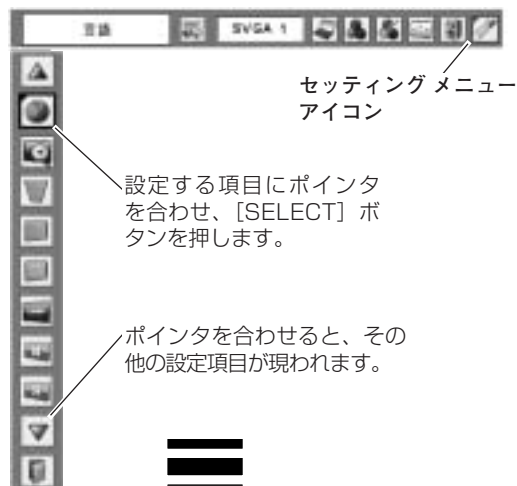 言語
SVGA 1
セッティング メニュー
アイコン
設定する項目にポインタ
を合わせ、［SELECT］ボ
タンを押します。
ポインタを合わせると、その
他の設定項目が現われます。